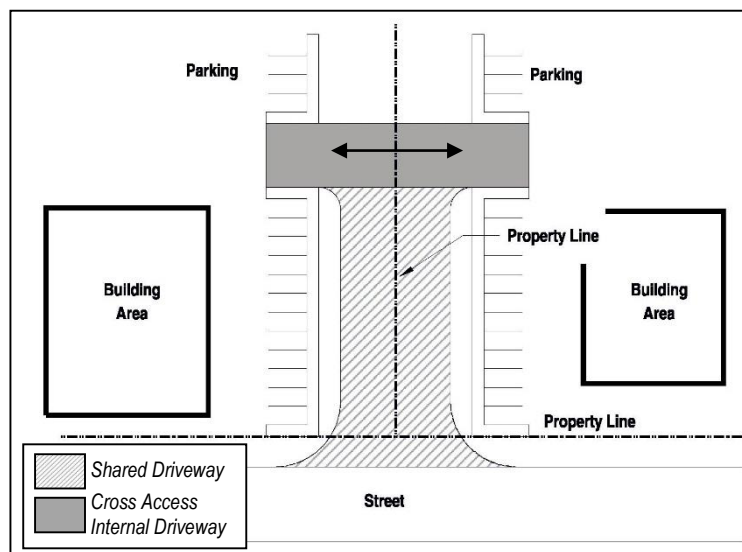 Parking
Parking
Property Line
Building
Area
Building
Area
Property Line
Shared Driveway
Cross Access
Internal Driveway
Street